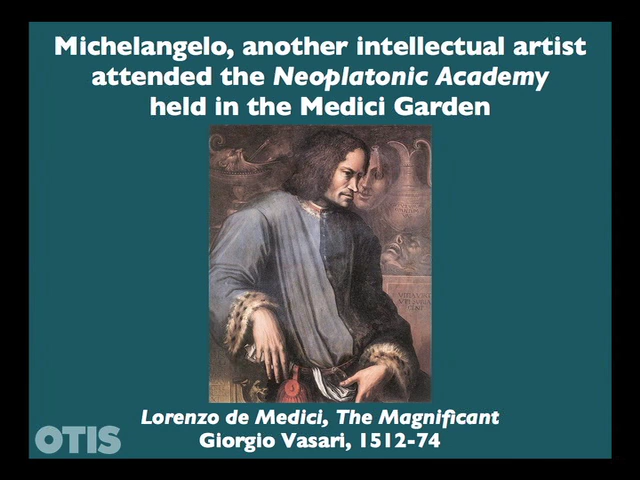 Michelangelo, another intellectual artist
attended the Neoplatonic Academy
held in the Medici Garden
Lorenzo de Medici, The Magnificant
Giorgio Vasari, 1512-74
OTIS